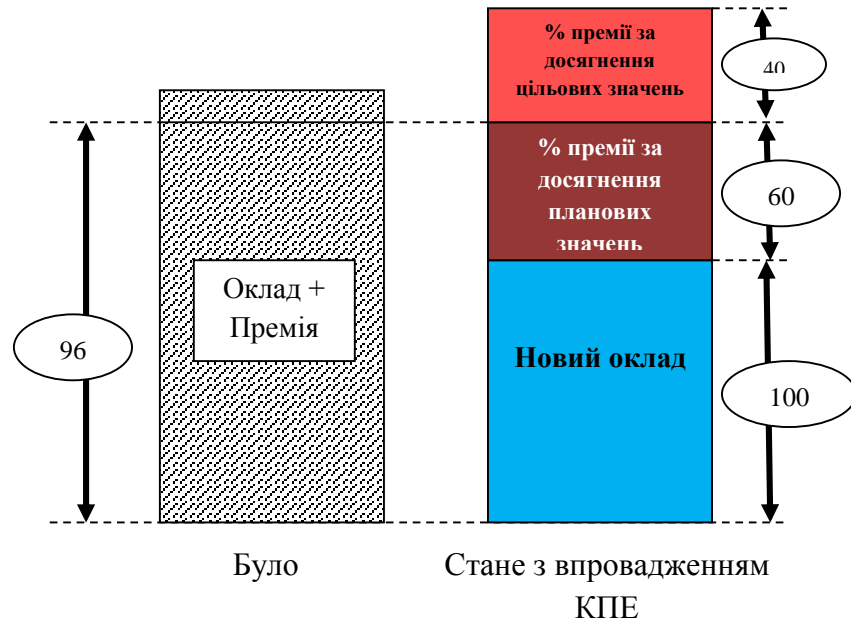 % премії за
досягнення
цільових значень
40
% премії за
досягнення
планових
значень
60
Оклад +
Премія
96
Новий оклад
100
Було
Стане з впровадженням
КПЕ